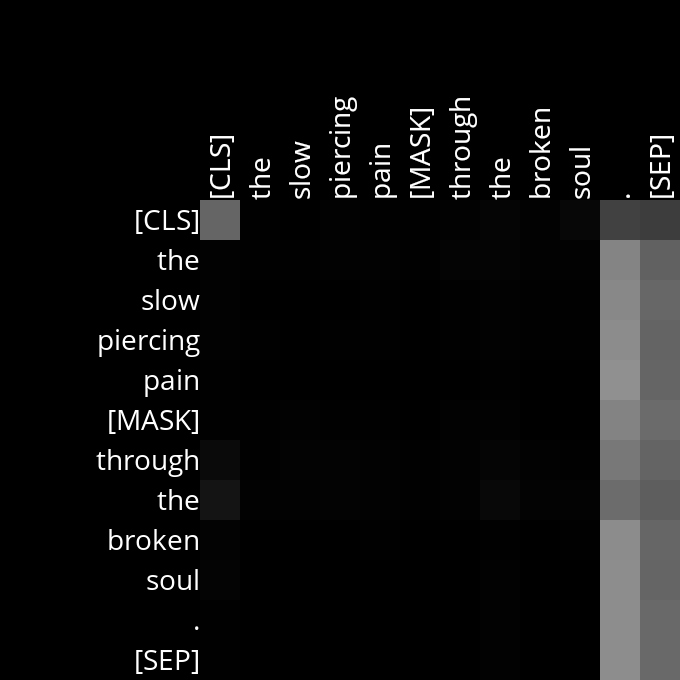 [CLS]
the
slow
piercing
pain
[MASK]
through
the
broken
soul
.
[SEP]
[CLS]
the
slow
piercing
pain
[MASK]
through
the
broken
soul
.
[SEP]